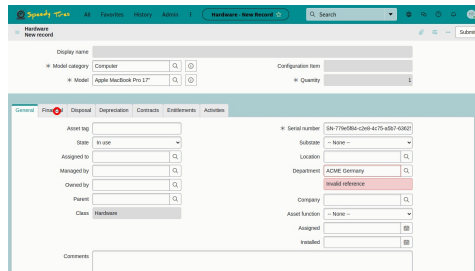 Speedy Tires All Favorites History Admin Hardware - New Record Search
Hardware
New record
Submit
Display name
Model category Computer
Configuration Item
Model Apple MacBook Pro 17"
Quantity 1
General Disposal Depreciation Contracts Entitlements Activities
Asset tag
Serial number
State In use
Substate -- None --
Assigned to
Location
Managed by
Department ACME Germany
Invalid reference
Owned by
Parent
Company
Class Hardware
Asset function -- None --
Assigned
Installed
Comments